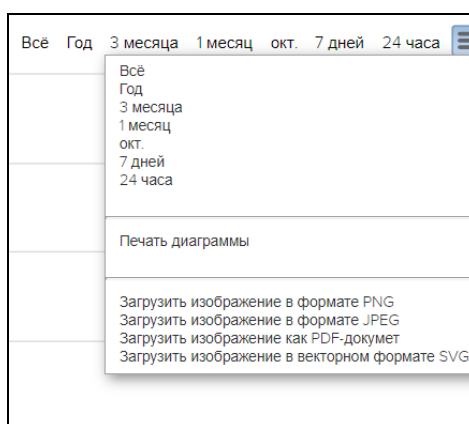 Всё Год 3 месяца 1 месяц окт. 7 дней 24 часа
Всё
Год
3 месяца
1 месяц
окт.
7 дней
24 часа
Печать диаграммы
Загрузить изображение в формате PNG
Загрузить изображение в формате JPEG
Загрузить изображение как PDF-докумет
Загрузить изображение в векторном формате SVG